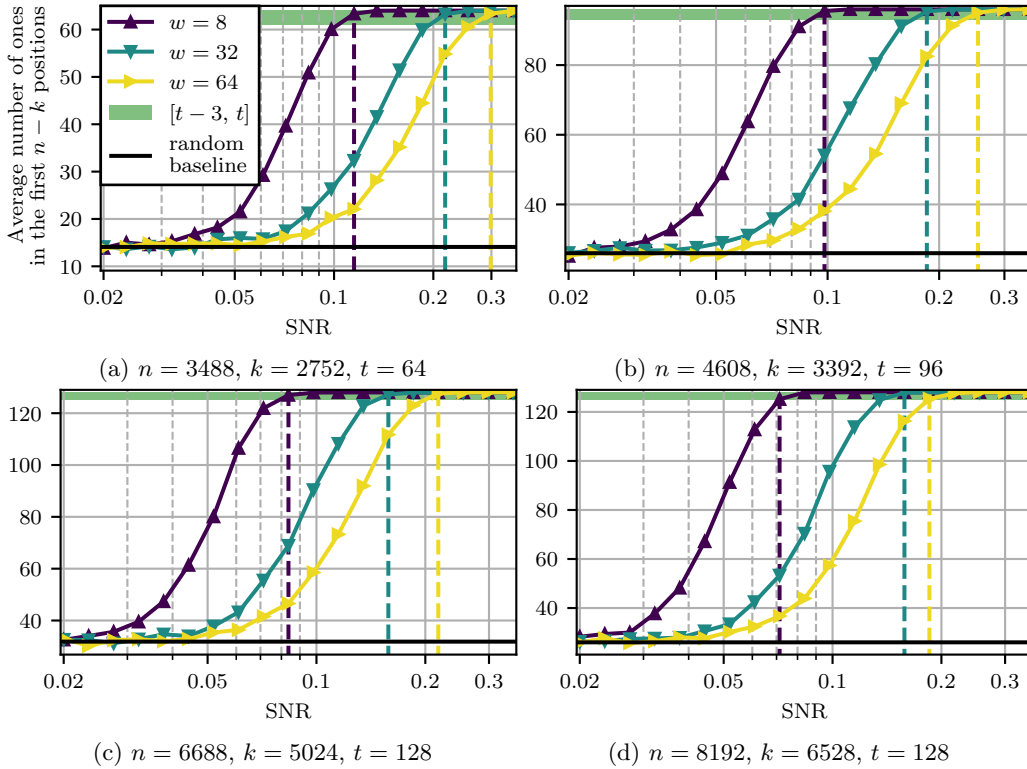 Average number of ones
in the first n − k positions
60
50
40
30
20
10
w = 8
w = 32
w = 64
[t − 3, t]
random
baseline
0.02
0.05
0.1
0.2
0.3
SNR
(a) n = 3488, k = 2752, t = 64
80
60
40
0.02
0.05
0.1
0.2
0.3
SNR
(b) n = 4608, k = 3392, t = 96
120
100
80
60
40
0.02
0.05
0.1
0.2
0.3
SNR
(c) n = 6688, k = 5024, t = 128
120
100
80
60
40
0.02
0.05
0.1
0.2
0.3
SNR
(d) n = 8192, k = 6528, t = 128